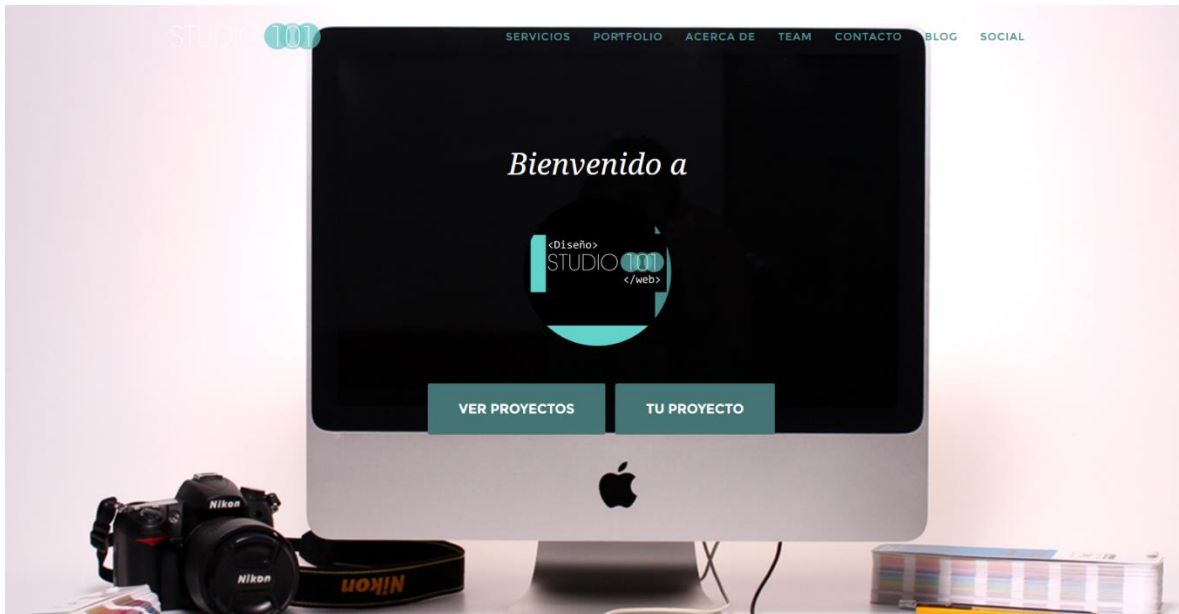 STUDIO 101
SERVICIOS PORTFOLIO ACERCA DE TEAM CONTACTO BLOG SOCIAL
Bienvenido a
<Diseño>
STUDIO 101
</web>
VER PROYECTOS TU PROYECTO
Nikon
Nikon
Nikon